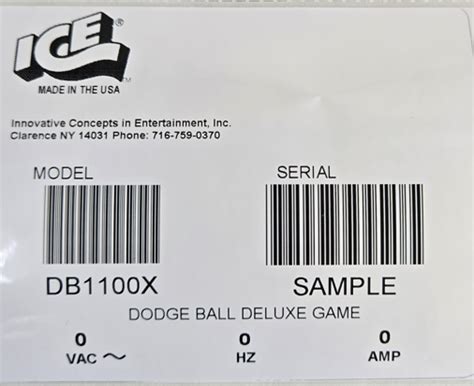 ICE®
TM
MADE IN THE USA
Innovative Concepts in Entertainment, Inc.
Clarence NY 14031 Phone: 716-759-0370
MODEL SERIAL
DB1100X SAMPLE
DODGE BALL DELUXE GAME
0 0 0
VAC ～ HZ AMP